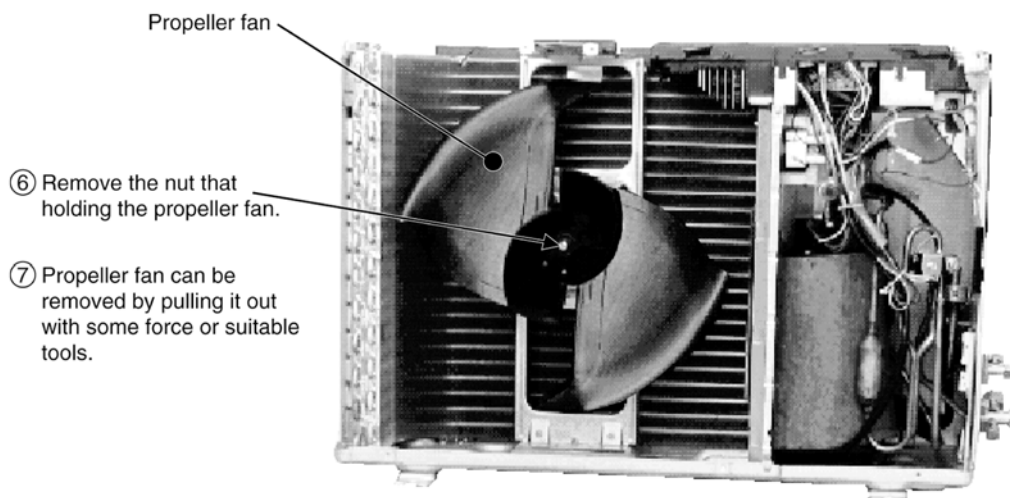 Propeller fan
⑥ Remove the nut that
holding the propeller fan.
⑦ Propeller fan can be
removed by pulling it out
with some force or suitable
tools.